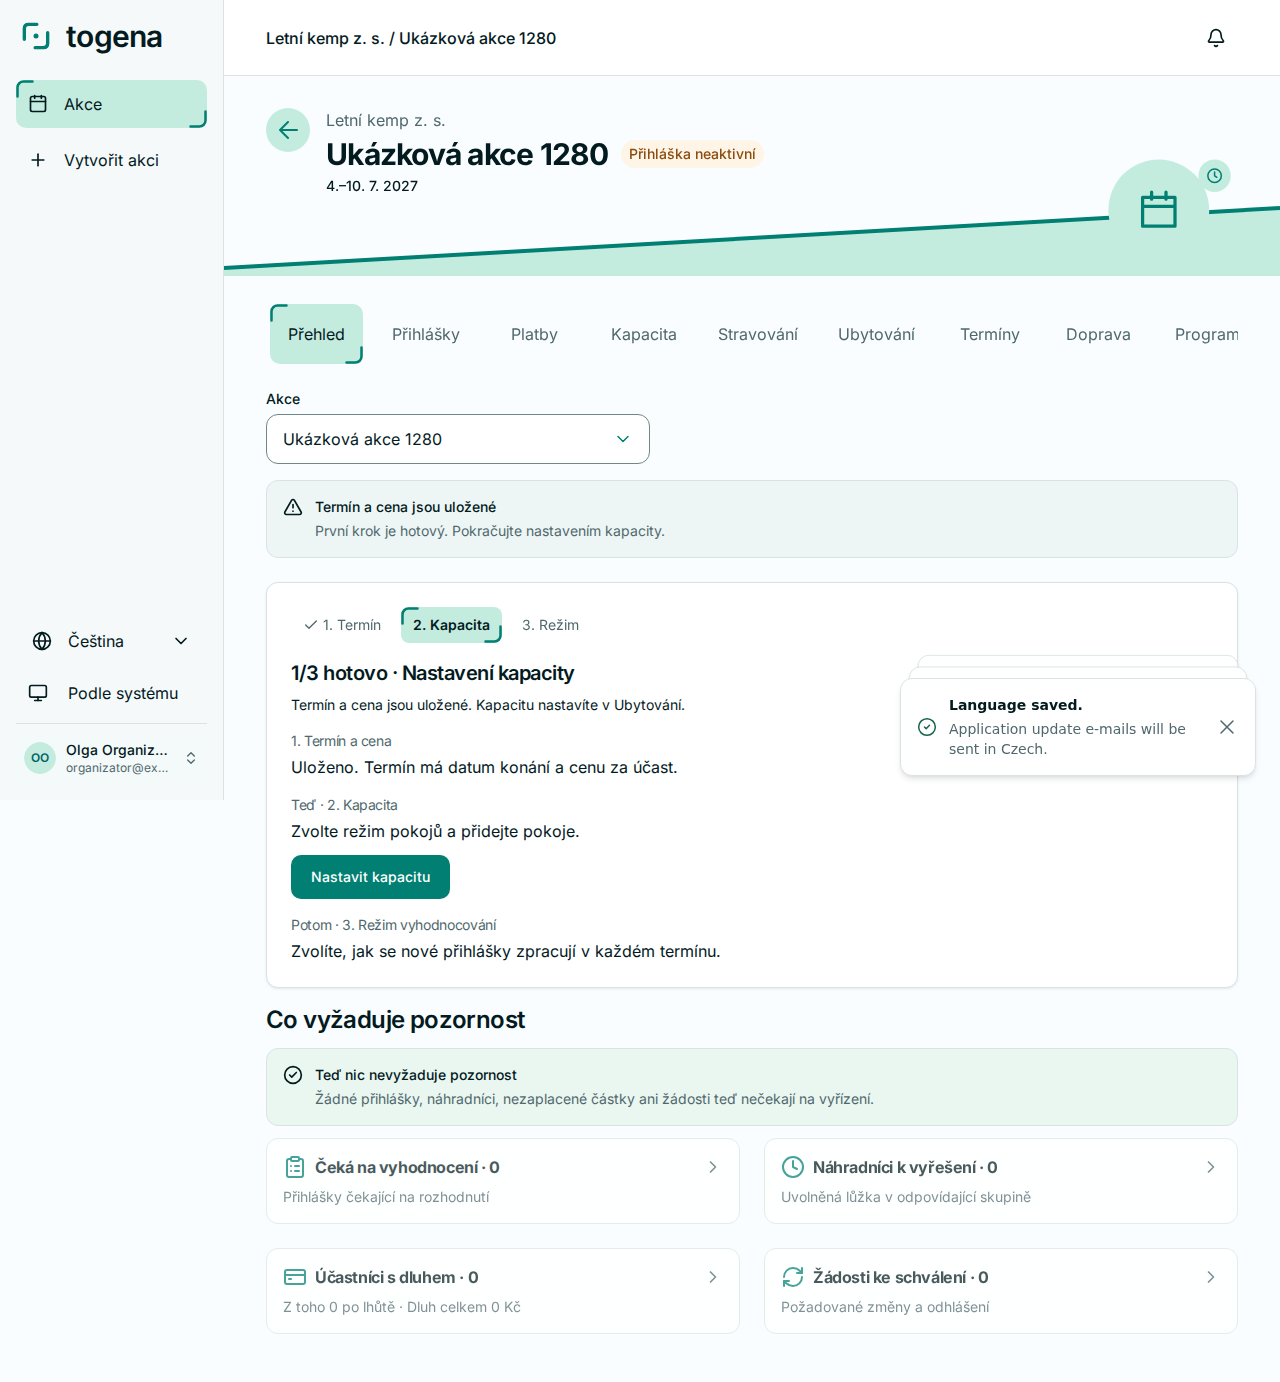 togena
Akce
Vytvořit akci
Čeština
Podle systému
OO
Olga Organiz...
organizator@ex...
Letní kemp z. s. / Ukázková akce 1280
Letní kemp z. s.
Ukázková akce 1280
Přihláška neaktivní
4.–10. 7. 2027
Přehled
Přihlášky
Platby
Kapacita
Stravování
Ubytování
Termíny
Doprava
Program
Akce
Ukázková akce 1280
Termín a cena jsou uložené
První krok je hotový. Pokračujte nastavením kapacity.
1. Termín
2. Kapacita
3. Režim
1/3 hotovo · Nastavení kapacity
Termín a cena jsou uložené. Kapacitu nastavíte v Ubytování.
1. Termín a cena
Uloženo. Termín má datum konání a cenu za účast.
Teď · 2. Kapacita
Zvolte režim pokojů a přidejte pokoje.
Nastavit kapacitu
Potom · 3. Režim vyhodnocování
Zvolíte, jak se nové přihlášky zpracují v každém termínu.
Language saved.
Application update e-mails will be
sent in Czech.
Co vyžaduje pozornost
Teď nic nevyžaduje pozornost
Žádné přihlášky, náhradníci, nezaplacené částky ani žádosti teď nečekají na vyřízení.
Čeká na vyhodnocení · 0
Přihlášky čekající na rozhodnutí
Náhradníci k vyřešení · 0
Uvolněná lůžka v odpovídající skupině
Účastníci s dluhem · 0
Z toho 0 po lhůtě · Dluh celkem 0 Kč
Žádosti ke schválení · 0
Požadované změny a odhlášení